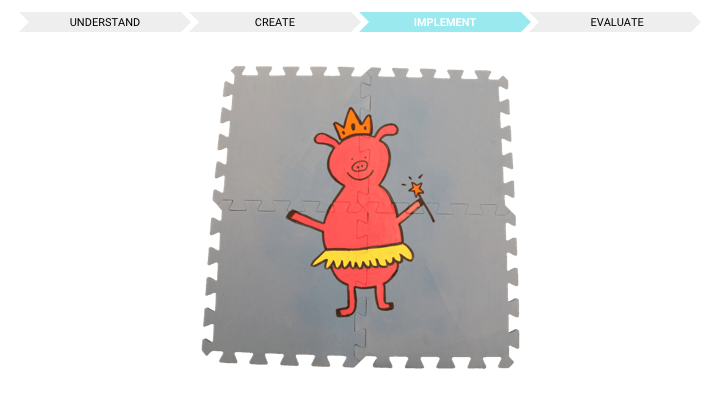 UNDERSTAND
CREATE
IMPLEMENT
EVALUATE